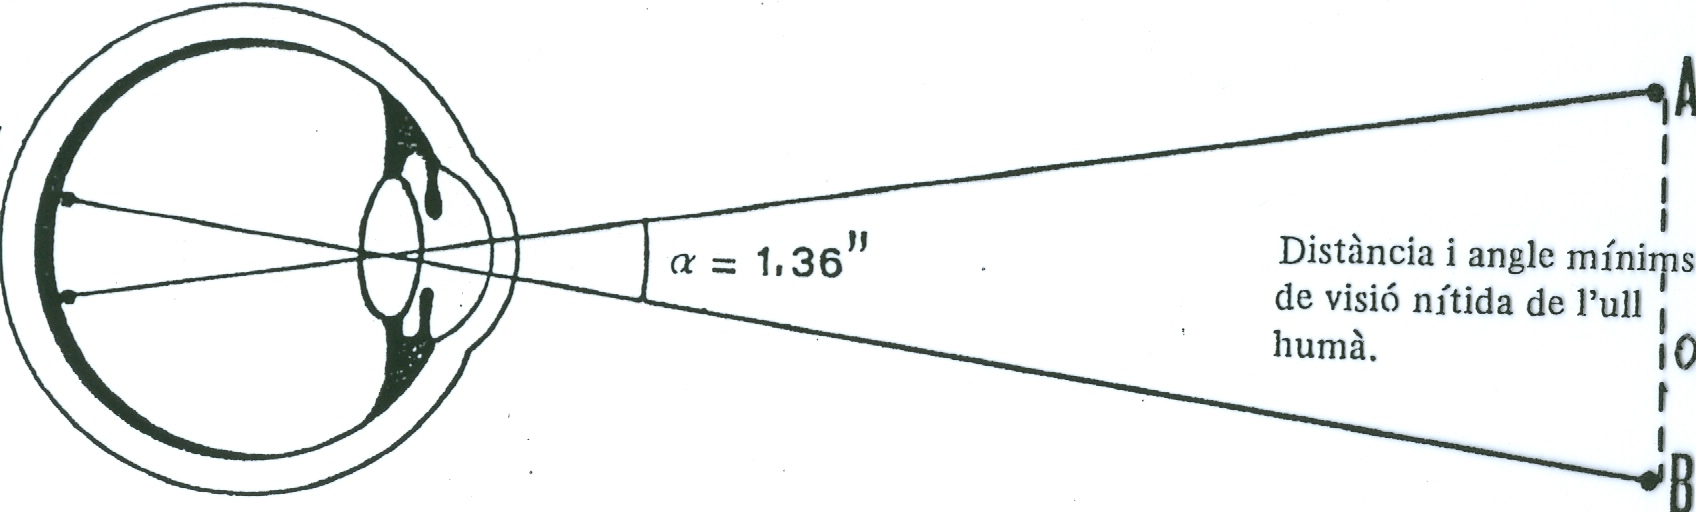 A
α = 1.36"
Distància i angle mínims
de visió nítida de l'ull
humà.
B